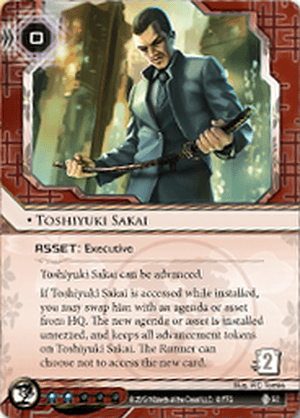 0
• TOSHIYUKI SAKAI
ASSET: Executive
Toshiyuki Sakai can be advanced.
If Toshiyuki Sakai is accessed while installed,
you may swap him with an agenda or asset
from HQ. The new agenda or asset is installed
unrezzed, and keeps all advancement tokens
on Toshiyuki Sakai. The Runner can
choose not to access the new card.
2